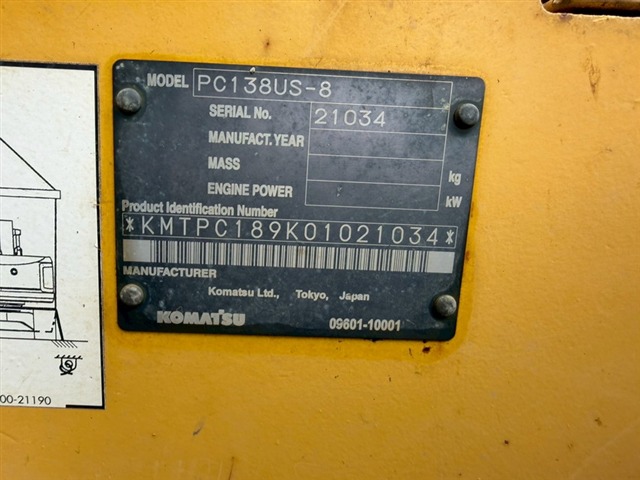 MODEL PC138US-8
SERIAL No. 21034
MANUFACT.YEAR
MASS kg
ENGINE POWER kW
Product Identification Number
*KMTPC189K01021034*
MANUFACTURER
Komatsu Ltd., Tokyo, Japan
KOMATSU 09601-10001
00-21190